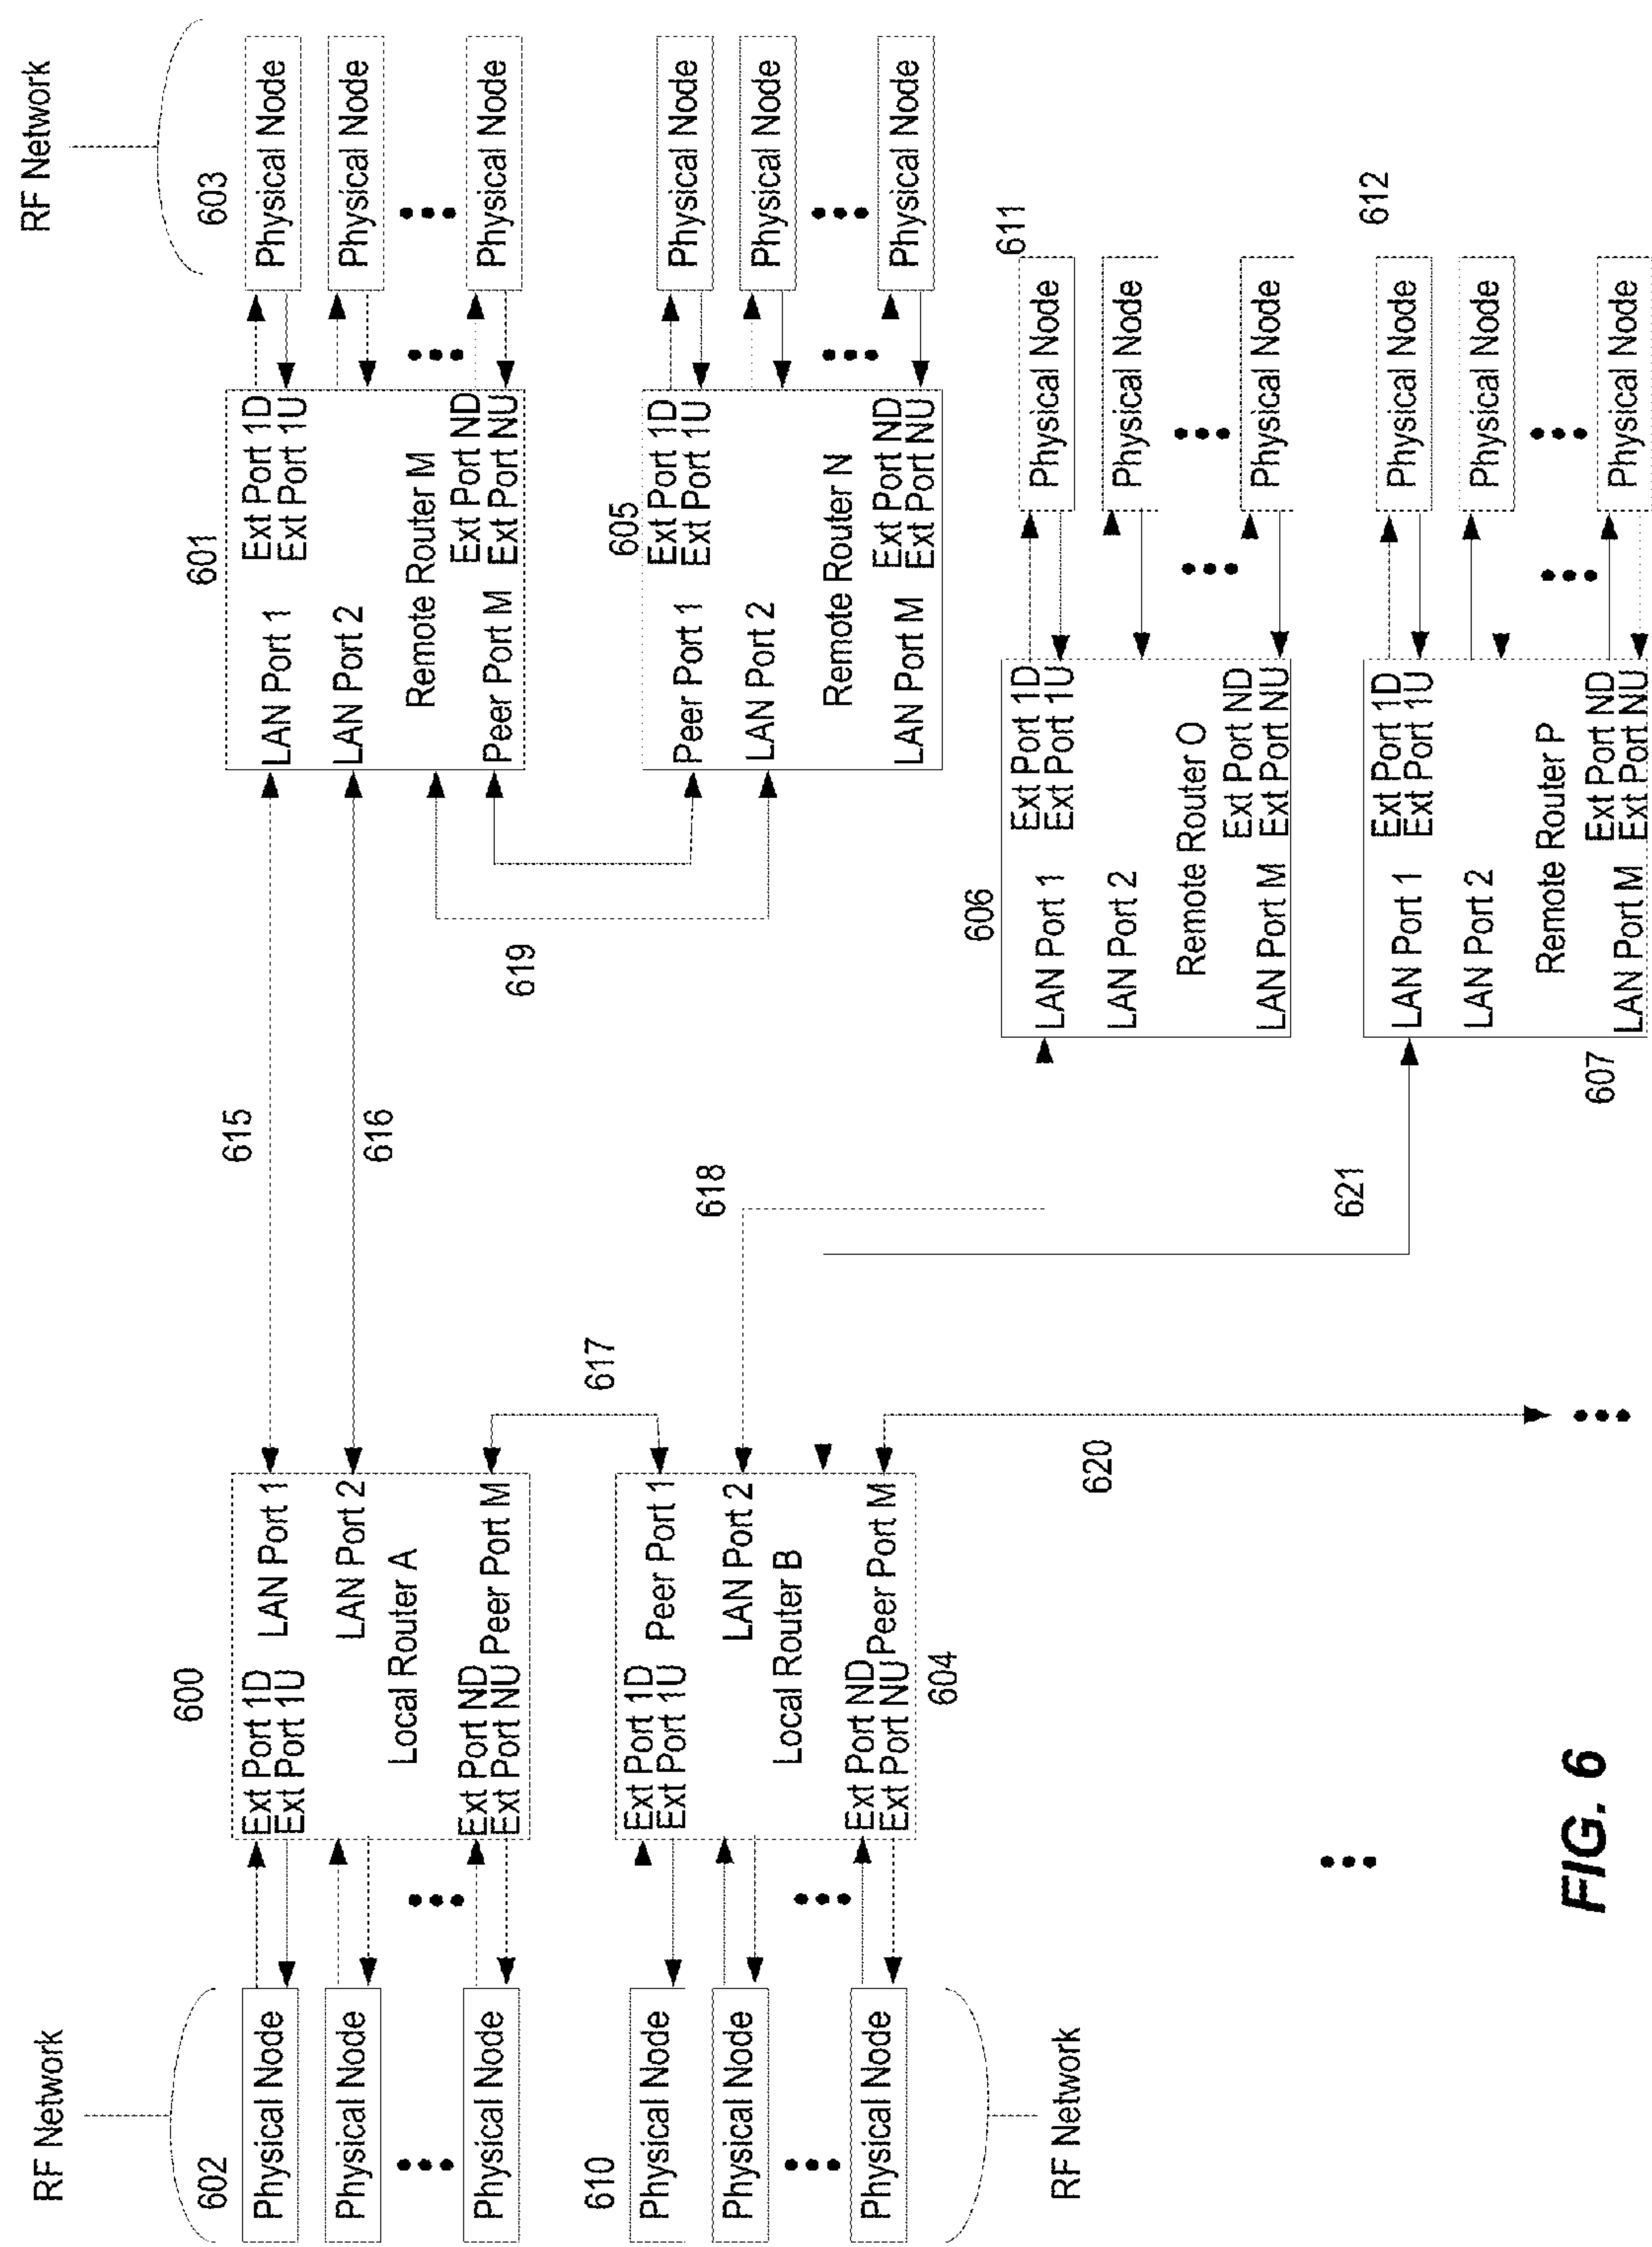 RF Network
602
Physical Node
Physical Node
Physical Node
600
Ext Port 1D
Ext Port 1U
LAN Port 1
LAN Port 2
Local Router A
Ext Port ND
Ext Port NU
Peer Port M
615
616
601
LAN Port 1
Ext Port 1D
Ext Port 1U
LAN Port 2
Remote Router M
Ext Port ND
Peer Port M
Ext Port NU
603
Physical Node
Physical Node
Physical Node
RF Network
610
Physical Node
Physical Node
Physical Node
RF Network
Ext Port 1D
Ext Port 1U
Peer Port 1
LAN Port 2
Local Router B
Ext Port ND
Ext Port NU
Peer Port M
604
617
618
620
621
619
605
Peer Port 1
Ext Port 1D
Ext Port 1U
LAN Port 2
Remote Router N
Ext Port ND
LAN Port M
Ext Port NU
Physical Node
Physical Node
Physical Node
606
LAN Port 1
Ext Port 1D
Ext Port 1U
LAN Port 2
Remote Router O
Ext Port ND
LAN Port M
Ext Port NU
611
Physical Node
Physical Node
Physical Node
607
LAN Port 1
Ext Port 1D
Ext Port 1U
LAN Port 2
Remote Router P
Ext Port ND
LAN Port M
Ext Port NU
612
Physical Node
Physical Node
Physical Node
FIG. 6